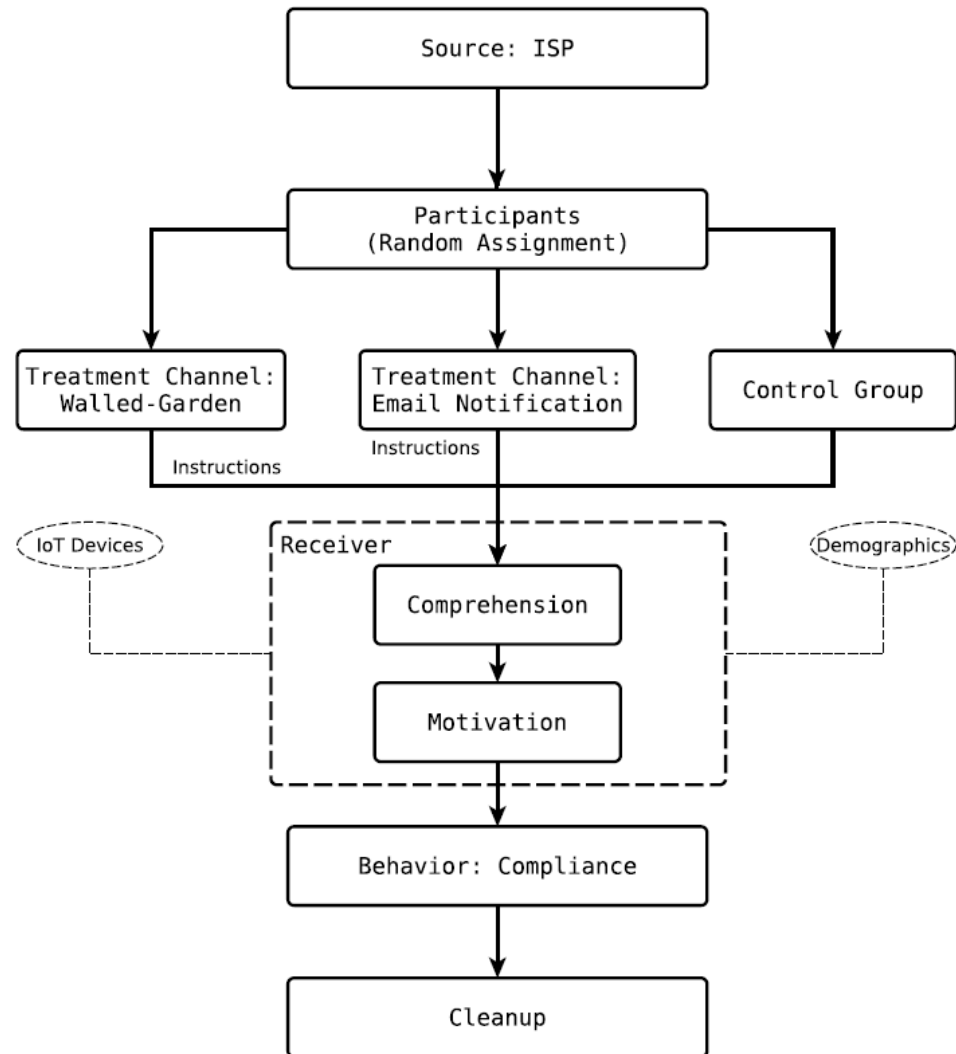 Source: ISP
Participants
(Random Assignment)
Treatment Channel:
Walled-Garden
Treatment Channel:
Email Notification
Control Group
Instructions
Instructions
IoT Devices
Receiver
Demographics
Comprehension
Motivation
Behavior: Compliance
Cleanup